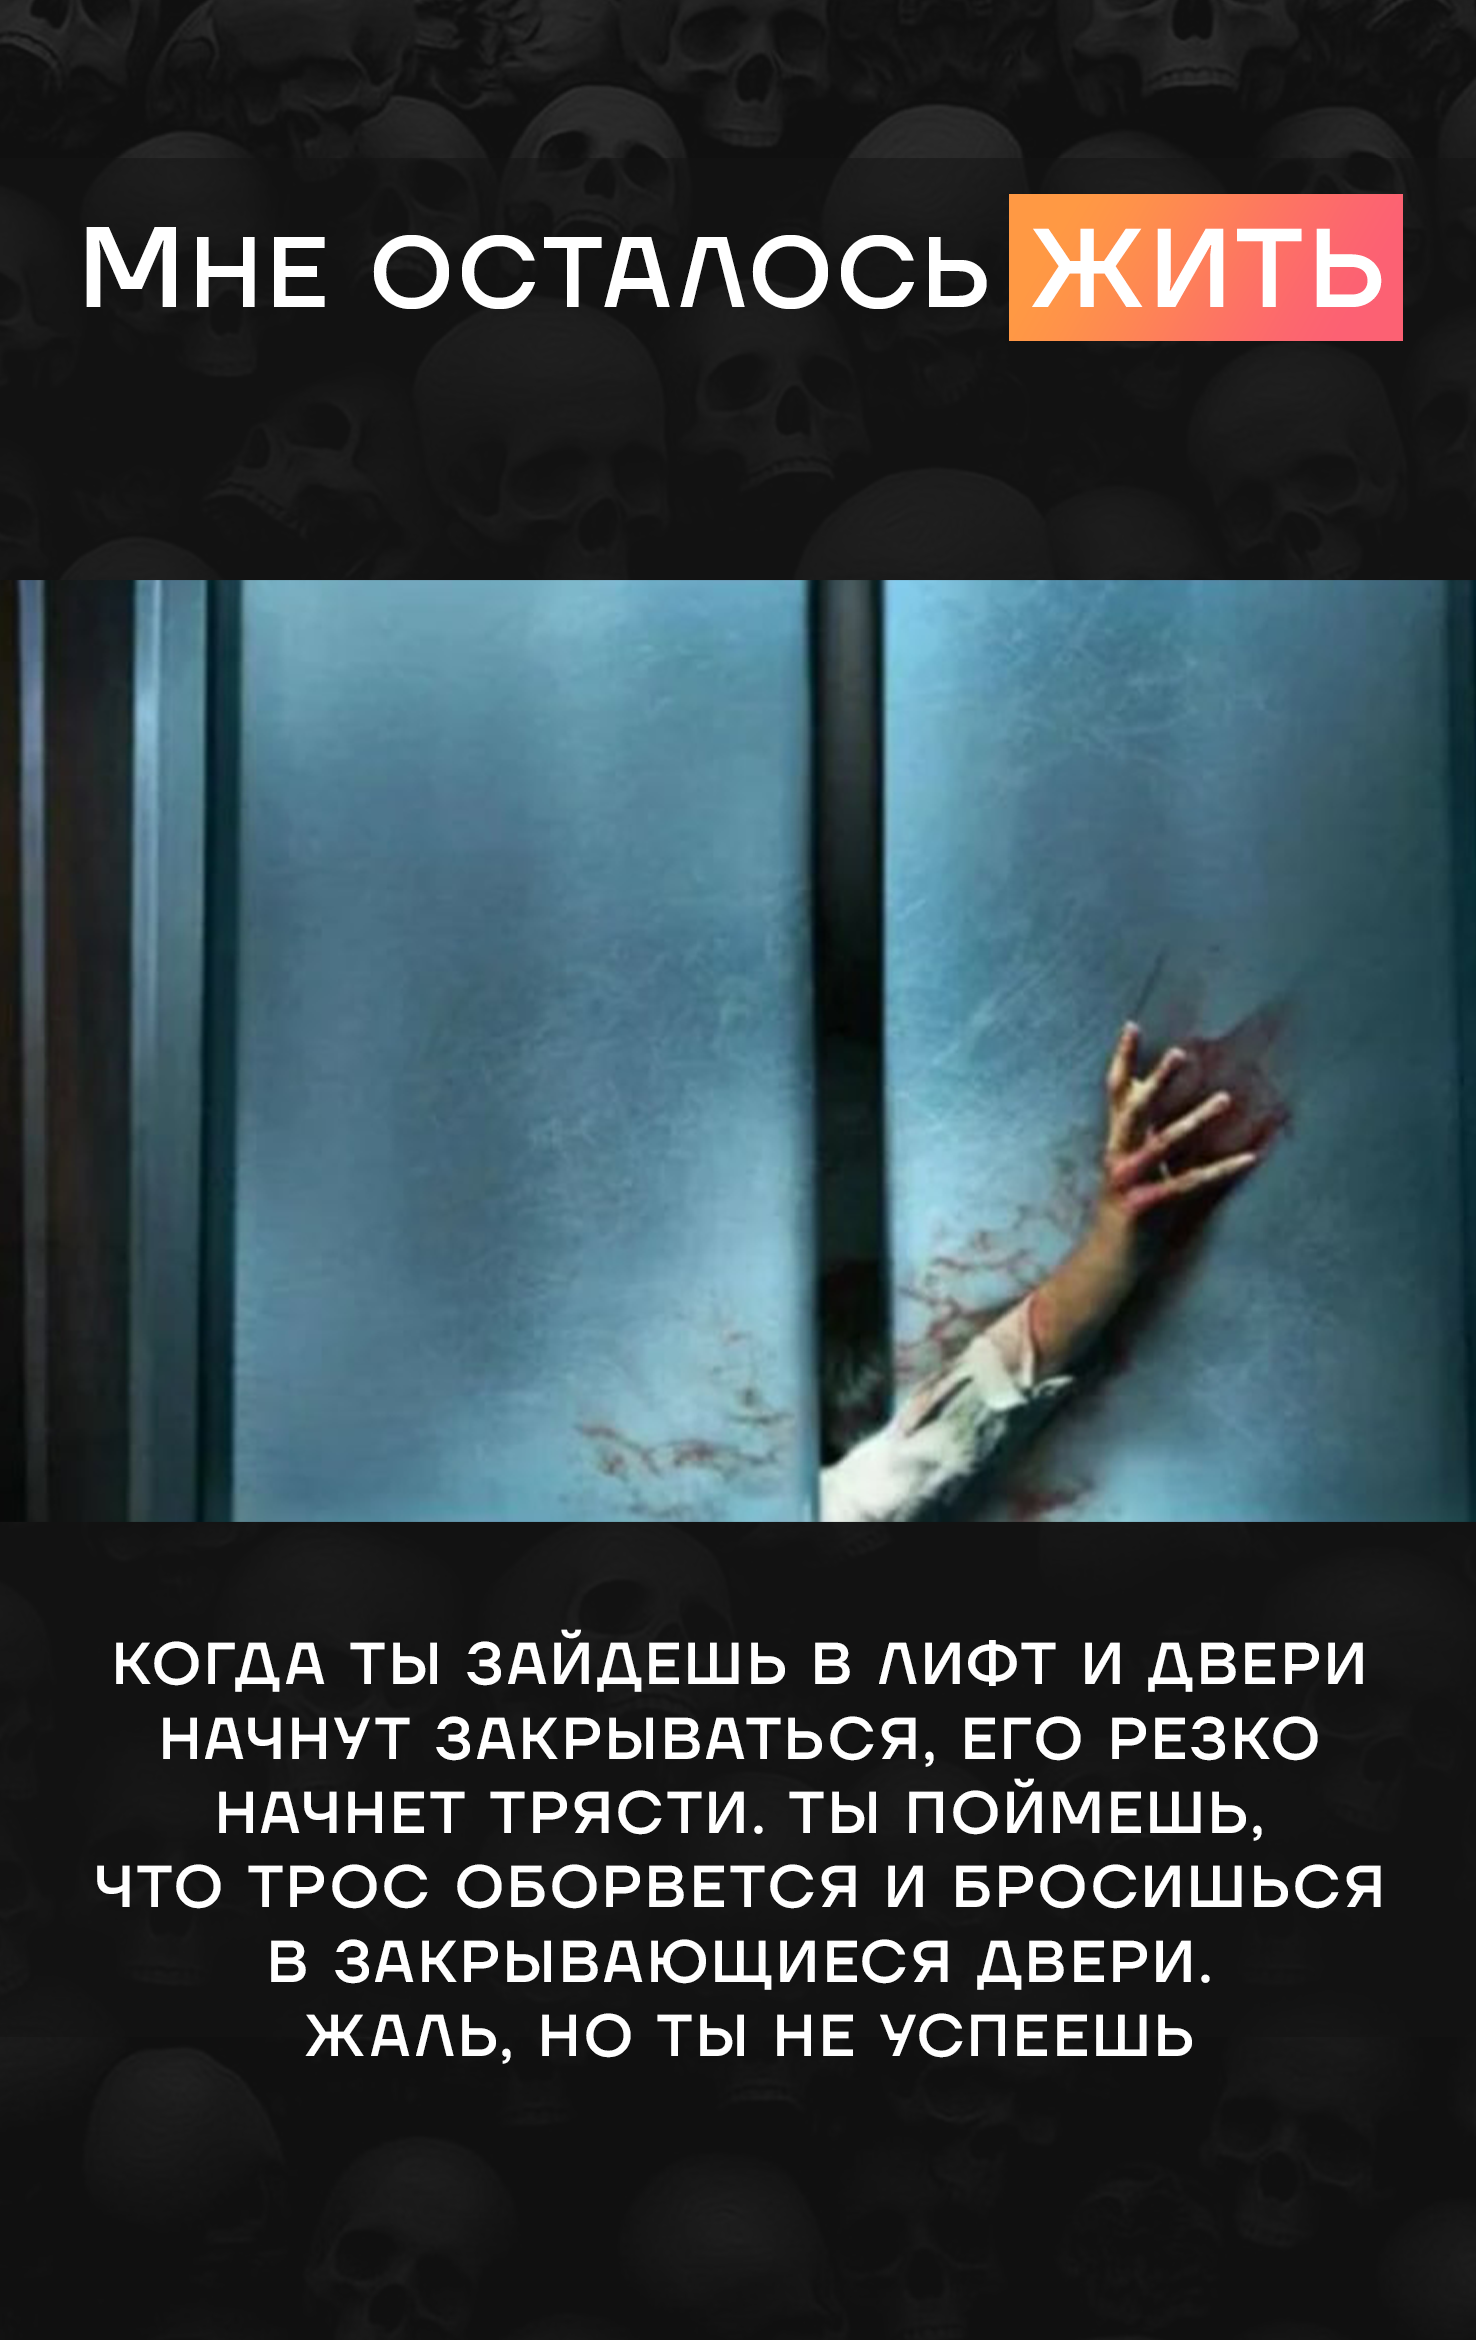 Мне осталось жить
когда ты зайдешь в лифт и двери
начнут закрываться, его резко
начнет трясти. ты поймешь,
что трос оборвется и бросишься
в закрывающиеся двери.
жаль, но ты не успеешь